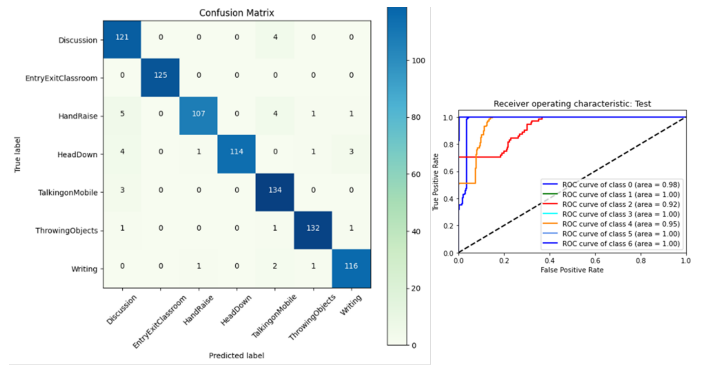 Confusion Matrix
Discussion 121 0 0 0 4 0 0
EntryExitClassroom 0 125 0 0 0 0 0
HandRaise 5 0 107 0 4 1 1
HeadDown 4 0 1 114 0 1 3
TalkingonMobile 3 0 0 0 134 0 0
ThrowingObjects 1 0 0 0 1 132 1
Writing 0 0 1 0 2 1 116
True label
Discussion
EntryExitClassroom
HandRaise
HeadDown
TalkingonMobile
ThrowingObjects
Writing
Predicted label
100
80
60
40
20
0
Receiver operating characteristic: Test
1.0
0.8
0.6
0.4
0.2
0.0
True Positive Rate
ROC curve of class 0 (area = 0.98)
ROC curve of class 1 (area = 1.00)
ROC curve of class 2 (area = 0.92)
ROC curve of class 3 (area = 1.00)
ROC curve of class 4 (area = 0.95)
ROC curve of class 5 (area = 1.00)
ROC curve of class 6 (area = 1.00)
0.0 0.2 0.4 0.6 0.8 1.0
False Positive Rate